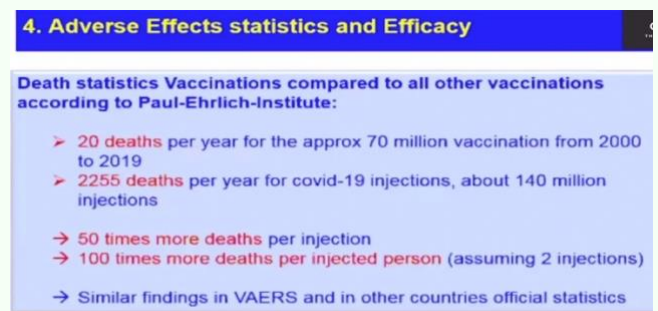 4. Adverse Effects statistics and Efficacy
Death statistics Vaccinations compared to all other vaccinations
according to Paul-Ehrlich-Institute:
➢ 20 deaths per year for the approx 70 million vaccination from 2000
to 2019
➢ 2255 deaths per year for covid-19 injections, about 140 million
injections
→ 50 times more deaths per injection
→ 100 times more deaths per injected person (assuming 2 injections)
→ Similar findings in VAERS and in other countries official statistics